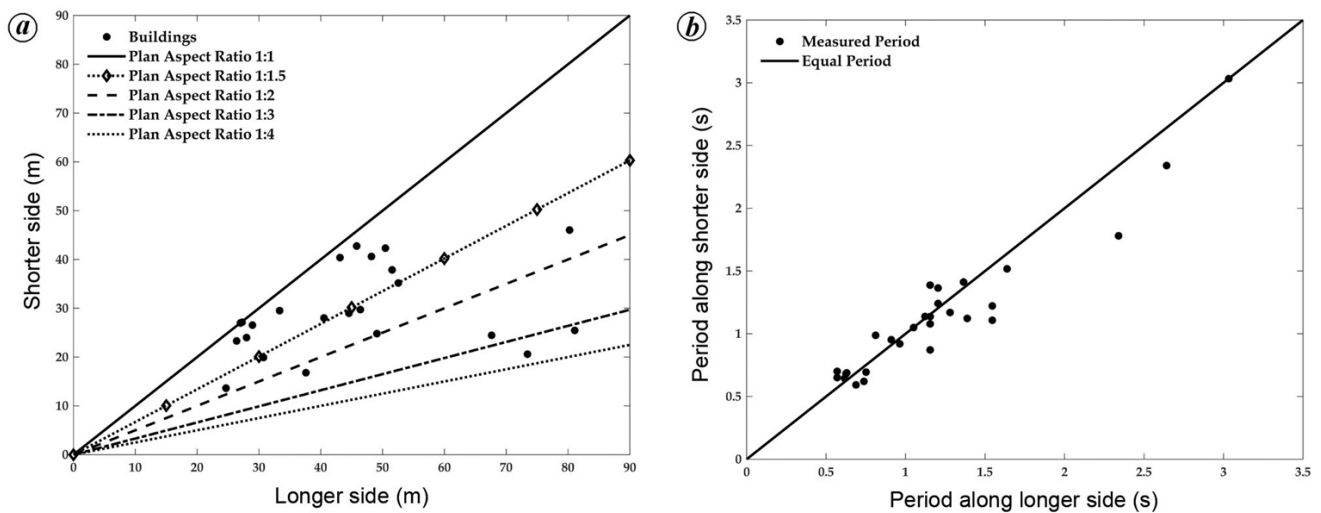 a
Buildings
Plan Aspect Ratio 1:1
Plan Aspect Ratio 1:1.5
Plan Aspect Ratio 1:2
Plan Aspect Ratio 1:3
Plan Aspect Ratio 1:4
90
80
70
60
50
40
30
20
10
0
Shorter side (m)
0 10 20 30 40 50 60 70 80 90
Longer side (m)
b
Measured Period
Equal Period
3.5
3
2.5
2
1.5
1
0.5
0
Period along shorter side (s)
0 0.5 1 1.5 2 2.5 3 3.5
Period along longer side (s)